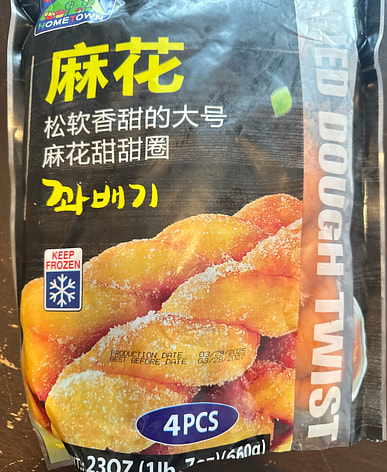 HOMETOWN
麻花
松软香甜的大号
麻花甜甜圈
꽈배기
KEEP
FROZEN
PRODUCTION DATE
BEST BEFORE DATE
4PCS
23OZ (1lb. 7oz)(660g)
DOUGH TWIST